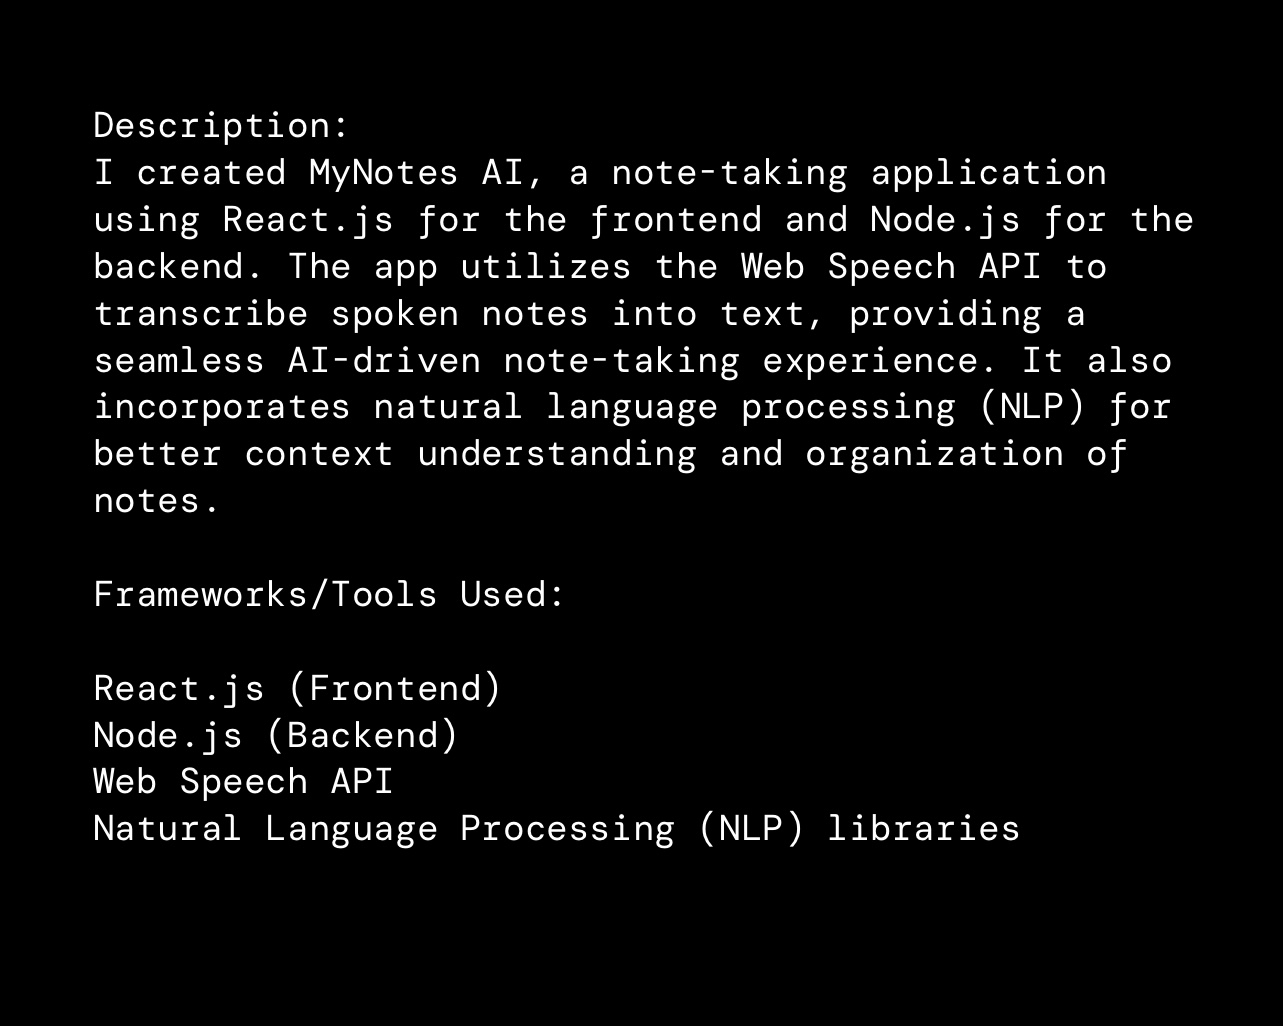 Description:
I created MyNotes AI, a note-taking application
using React.js for the frontend and Node.js for the
backend. The app utilizes the Web Speech API to
transcribe spoken notes into text, providing a
seamless AI-driven note-taking experience. It also
incorporates natural language processing (NLP) for
better context understanding and organization of
notes.
Frameworks/Tools Used:
React.js (Frontend)
Node.js (Backend)
Web Speech API
Natural Language Processing (NLP) libraries